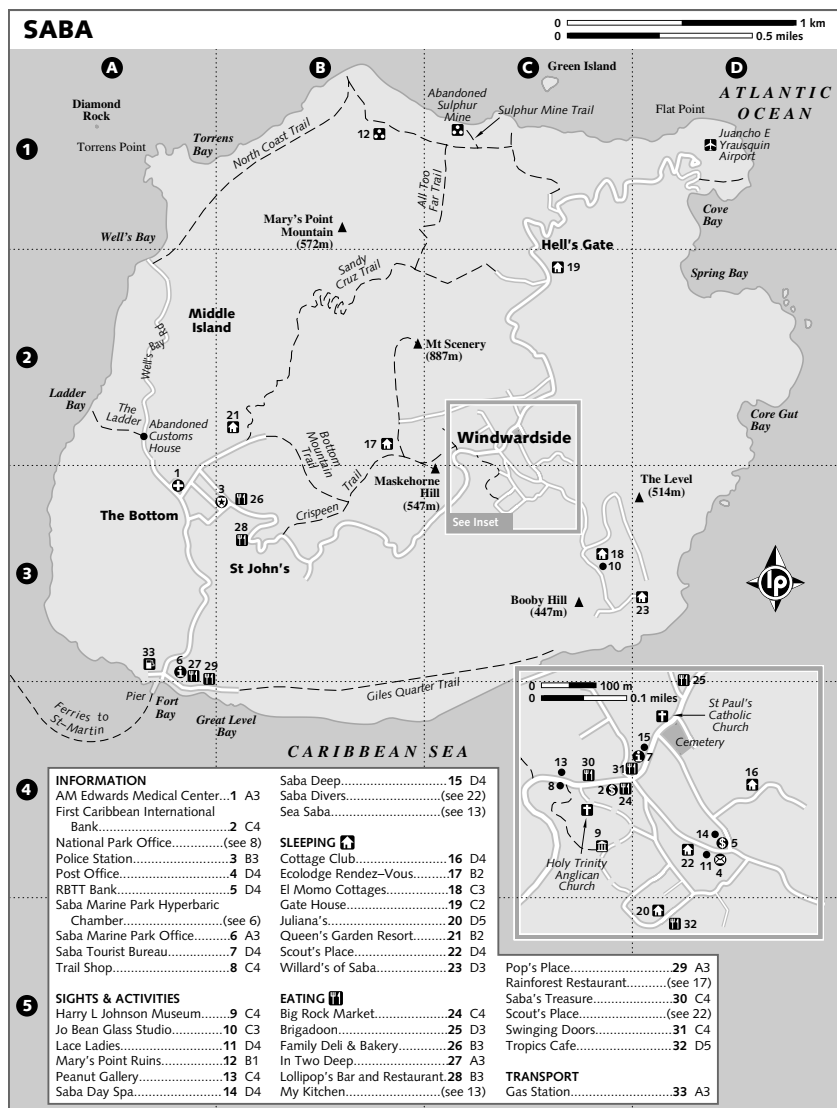 SABA
0 1 km
0 0.5 miles
A
B
C
D
Green Island
ATLANTIC
OCEAN
Diamond
Rock
Abandoned
Sulphur
Mine
Sulphur Mine Trail
Flat Point
Torrens Point
Torrens
Bay
North Coast Trail
12
Juancho E
Yrausquin
Airport
1
All Too
Far Trail
Mary's Point
Mountain
(572m)
Well's Bay
Cove
Bay
Hell's Gate
19
Spring Bay
Sandy
Cruz Trail
Middle
Island
Well's Bay
Rd
2
Mt Scenery
(887m)
Ladder
Bay
The
Ladder
Abandoned
Customs
House
21
Bottom
Mountain
Trail
17
Windwardside
Core Gut
Bay
1
3
26
The Bottom
Crispeen
Trail
Maskehorne
Hill
(547m)
The Level
(514m)
See Inset
28
St John's
18
10
3
Booby Hill
(447m)
23
lp
33
6
27
29
Pier
Fort
Bay
Great Level
Bay
Giles Quarter Trail
Ferries to
St–Martin
CARIBBEAN SEA
0 100 m
0 0.1 miles
25
St Paul's
Catholic
Church
Cemetery
15
7
13
30
31
8
2
24
16
14
5
9
22
11
4
Holy Trinity
Anglican
Church
20
32
4
5
INFORMATION
AM Edwards Medical Center...1 A3
First Caribbean International
Bank...2 C4
National Park Office...(see 8)
Police Station...3 B3
Post Office...4 D4
RBTT Bank...5 D4
Saba Marine Park Hyperbaric
Chamber...(see 6)
Saba Marine Park Office...6 A3
Saba Tourist Bureau...7 D4
Trail Shop...8 C4
SIGHTS & ACTIVITIES
Harry L Johnson Museum...9 C4
Jo Bean Glass Studio...10 C3
Lace Ladies...11 D4
Mary's Point Ruins...12 B1
Peanut Gallery...13 C4
Saba Day Spa...14 D4
Saba Deep...15 D4
Saba Divers...(see 22)
Sea Saba...(see 13)
SLEEPING
Cottage Club...16 D4
Ecolodge Rendez–Vous...17 B2
El Momo Cottages...18 C3
Gate House...19 C2
Juliana's...20 D5
Queen's Garden Resort...21 B2
Scout's Place...22 D4
Willard's of Saba...23 D3
EATING
Big Rock Market...24 C4
Brigadoon...25 D3
Family Deli & Bakery...26 B3
In Two Deep...27 A3
Lollipop's Bar and Restaurant.28 B3
My Kitchen...(see 13)
Pop's Place...29 A3
Rainforest Restaurant...(see 17)
Saba's Treasure...30 C4
Scout's Place...(see 22)
Swinging Doors...31 C4
Tropics Cafe...32 D5
TRANSPORT
Gas Station...33 A3